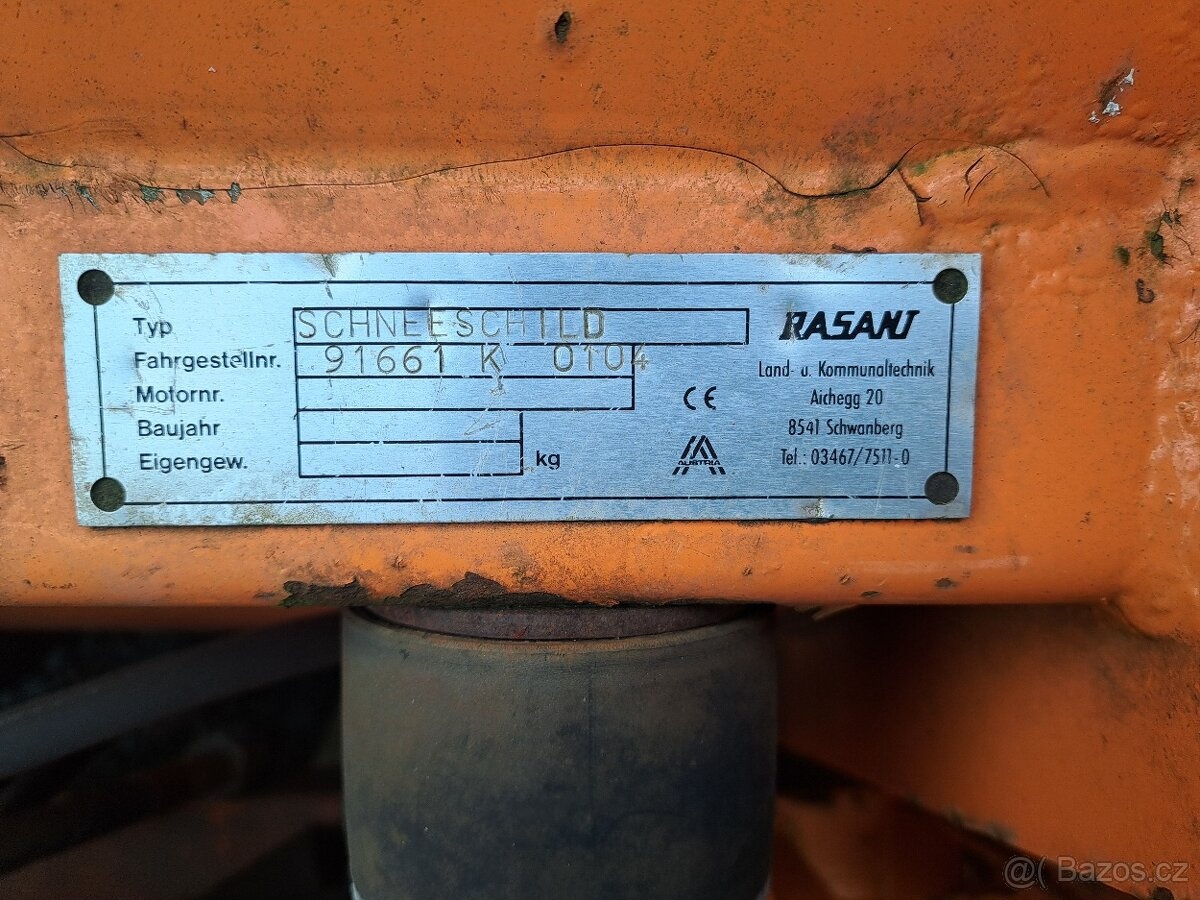 Typ SCHNEESCHILD
Fahrgestellnr. 91661 K 0104
Motornr.
Baujahr
Eigengew. kg
CE
AUSTRIA
RASANT
Land- u. Kommunaltechnik
Aichegg 20
8541 Schwanberg
Tel.: 03467/7511-0
@( Bazos.cz